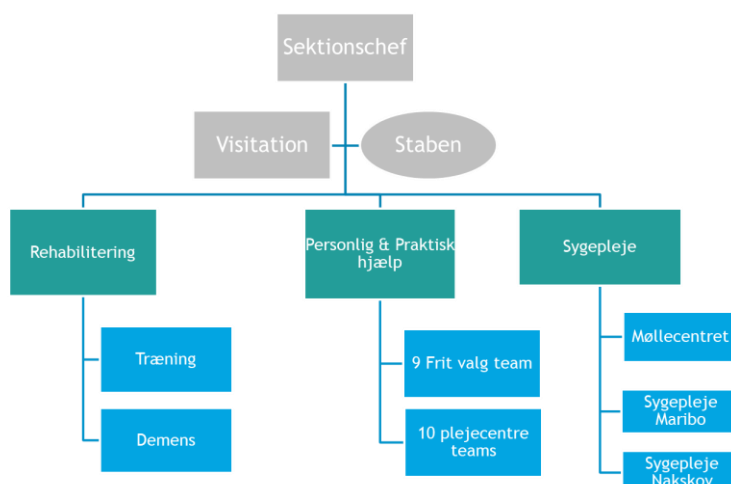 Sektionschef
Visitation
Staben
Rehabilitering
Personlig & Praktisk
hjælp
Sygepleje
Træning
Demens
9 Frit valg team
10 plejecentre
teams
Møllecentret
Sygepleje
Maribo
Sygepleje
Nakskov